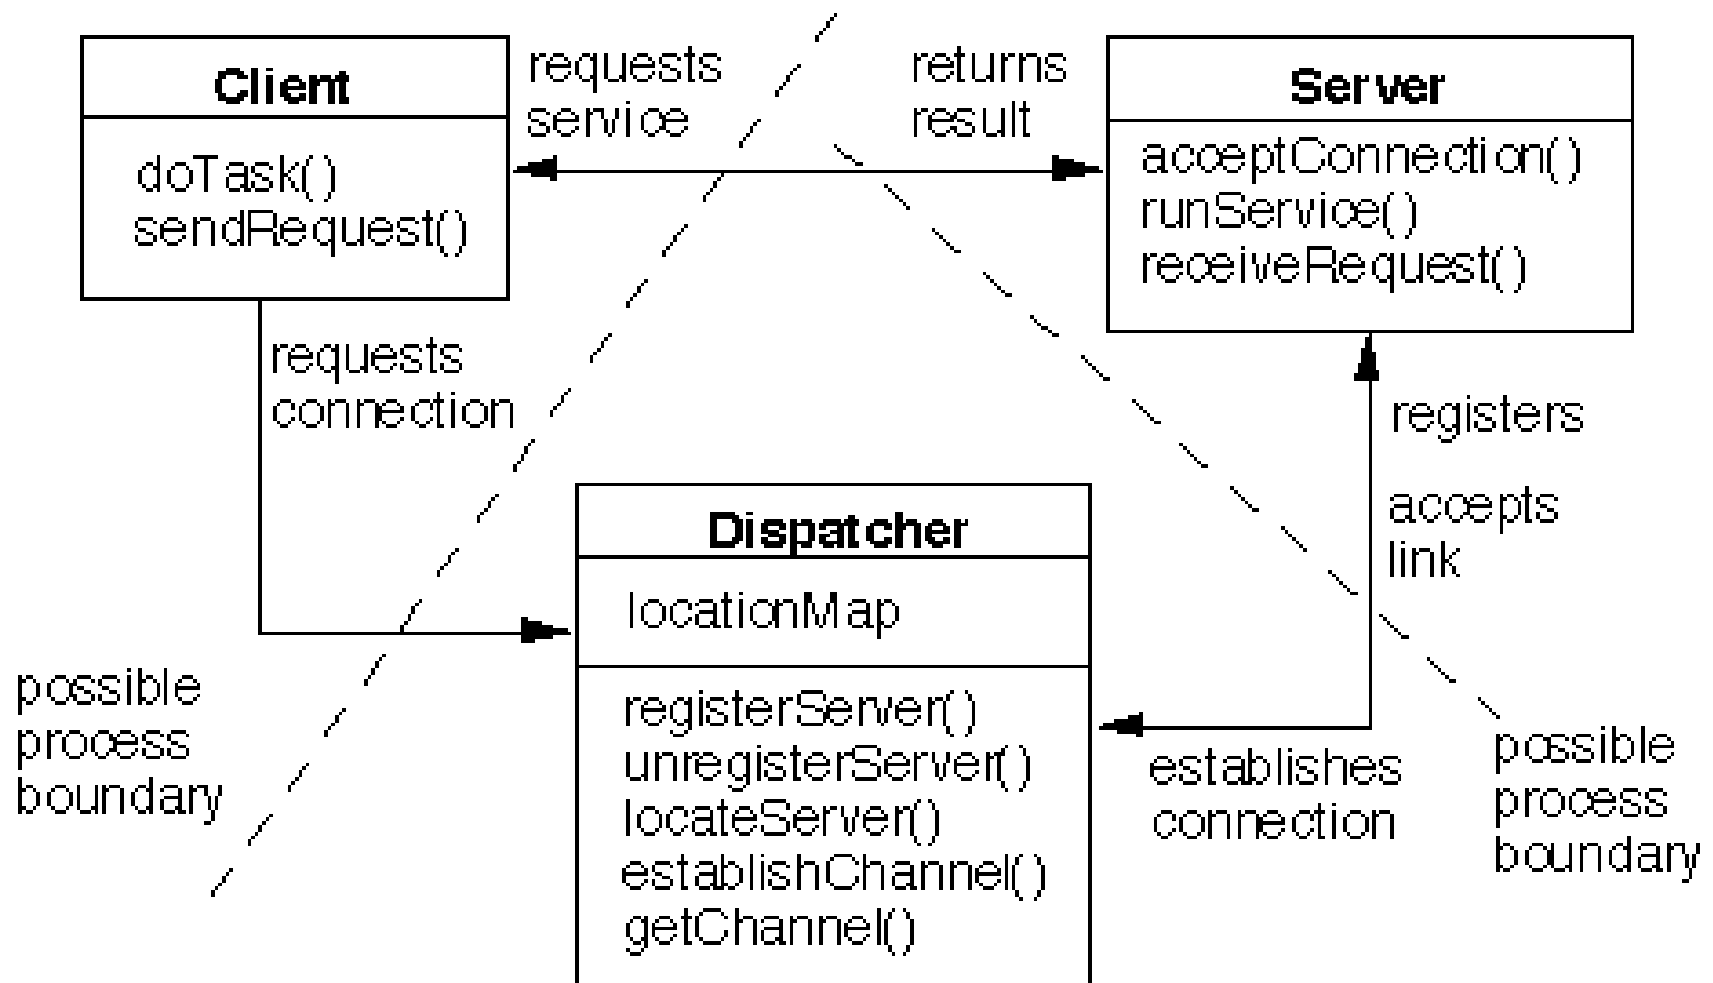 Client
doTask()
sendRequest()
requests
service
returns
result
Server
acceptConnection()
runService()
receiveRequest()
requests
connection
registers
accepts
link
Dispatcher
locationMap
registerServer()
unregisterServer()
locateServer()
establishChannel()
getChannel()
possible
process
boundary
establishes
connection
possible
process
boundary